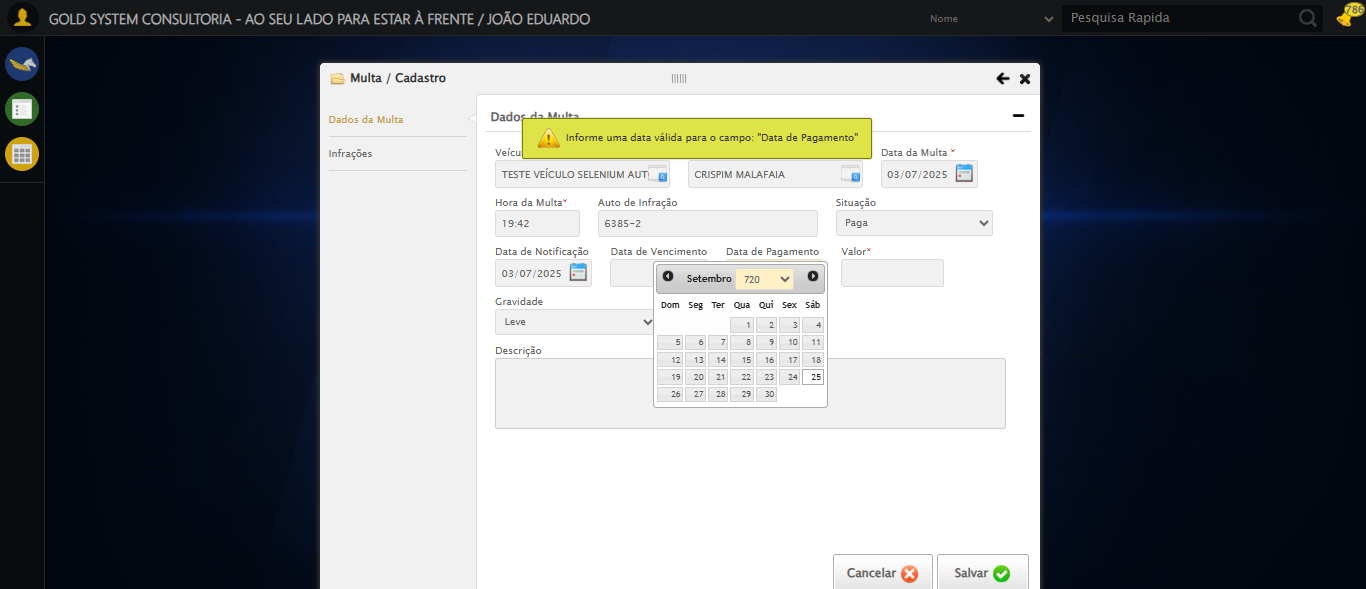 GOLD SYSTEM CONSULTORIA - AO SEU LADO PARA ESTAR À FRENTE / JOÃO EDUARDO
Nome
Pesquisa Rapida
786
Multa / Cadastro
Dados da Multa
Infrações
Dados da Multa
Informe uma data válida para o campo: "Data de Pagamento"
Data da Multa *
TESTE VEÍCULO SELENIUM AUT
CRISPIM MALAFAIA
03/07/2025
Hora da Multa*
Auto de Infração
Situação
19:42
6385-2
Paga
Data de Notificação
Data de Vencimento
Data de Pagamento
Valor*
03/07/2025
Setembro 720
Dom Seg Ter Qua Qui Sex Sáb
1 2 3 4
5 6 7 8 9 10 11
12 13 14 15 16 17 18
19 20 21 22 23 24 25
26 27 28 29 30
Gravidade
Leve
Descrição
Cancelar
Salvar